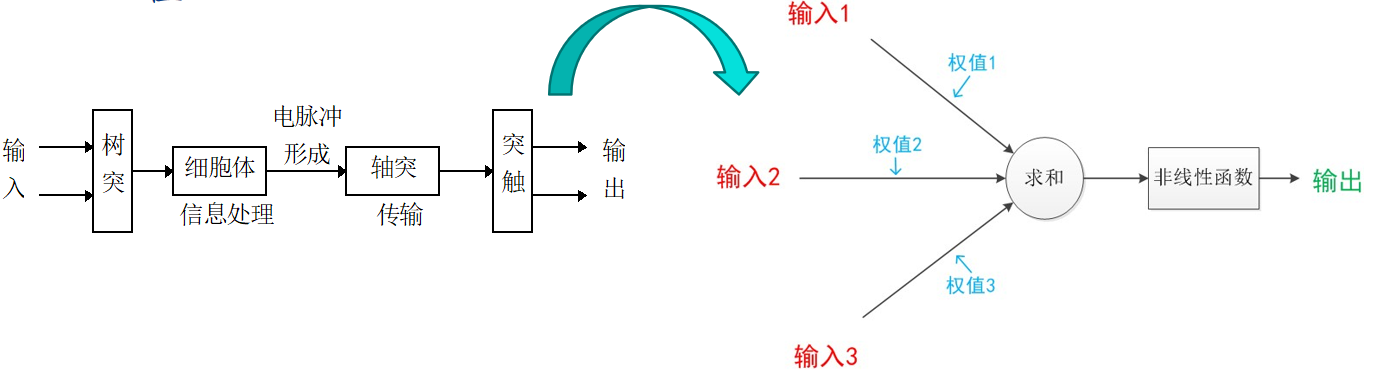 输入
树突
细胞体
信息处理
电脉冲
形成
轴突
传输
突触
输出
输入1
权值1
输入2
权值2
输入3
权值3
求和
非线性函数
输出